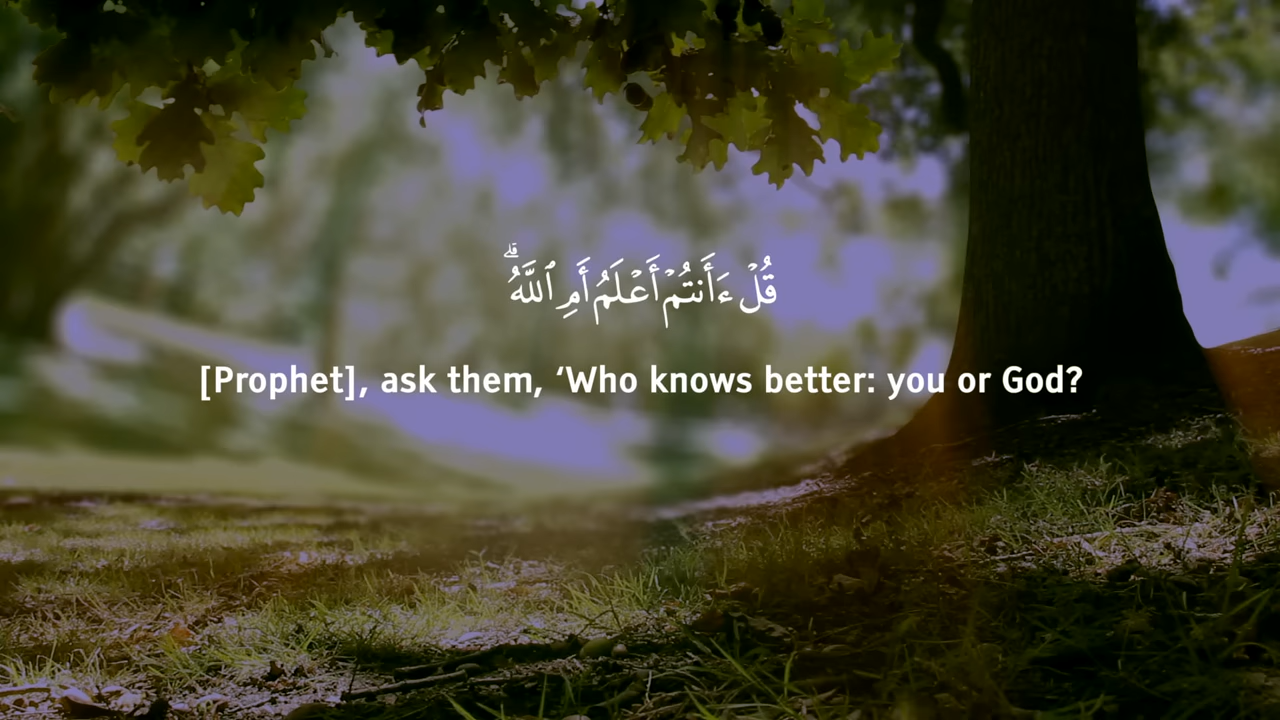 قُلۡ ءَأَنتُمۡ أَعۡلَمُ أَمِ ٱللَّهُۗ
[Prophet], ask them, ‘Who knows better: you or God?